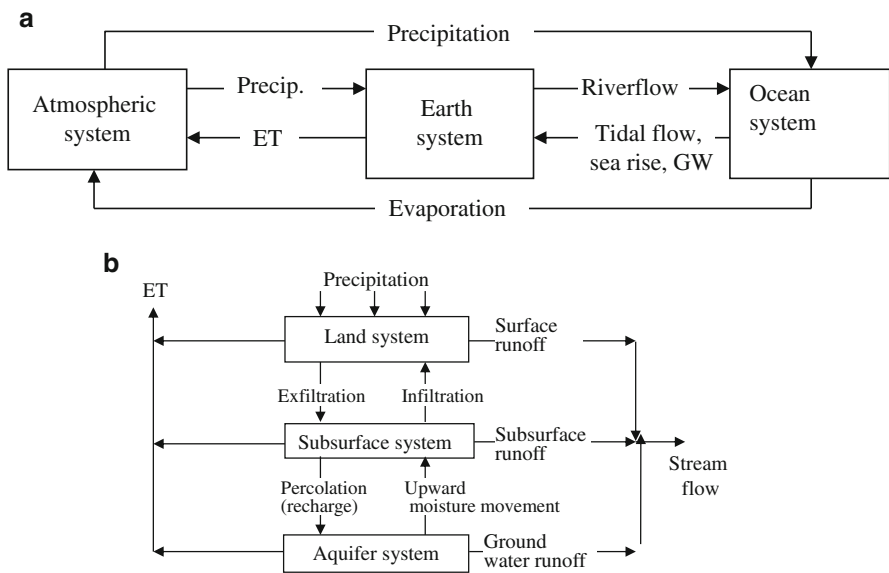 a
Precipitation
Atmospheric
system
Precip.
ET
Earth
system
Riverflow
Tidal flow,
sea rise, GW
Ocean
system
Evaporation
b
ET
Precipitation
Land system
Surface
runoff
Exfiltration
Infiltration
Subsurface system
Subsurface
runoff
Stream
flow
Percolation
(recharge)
Upward
moisture movement
Aquifer system
Ground
water runoff